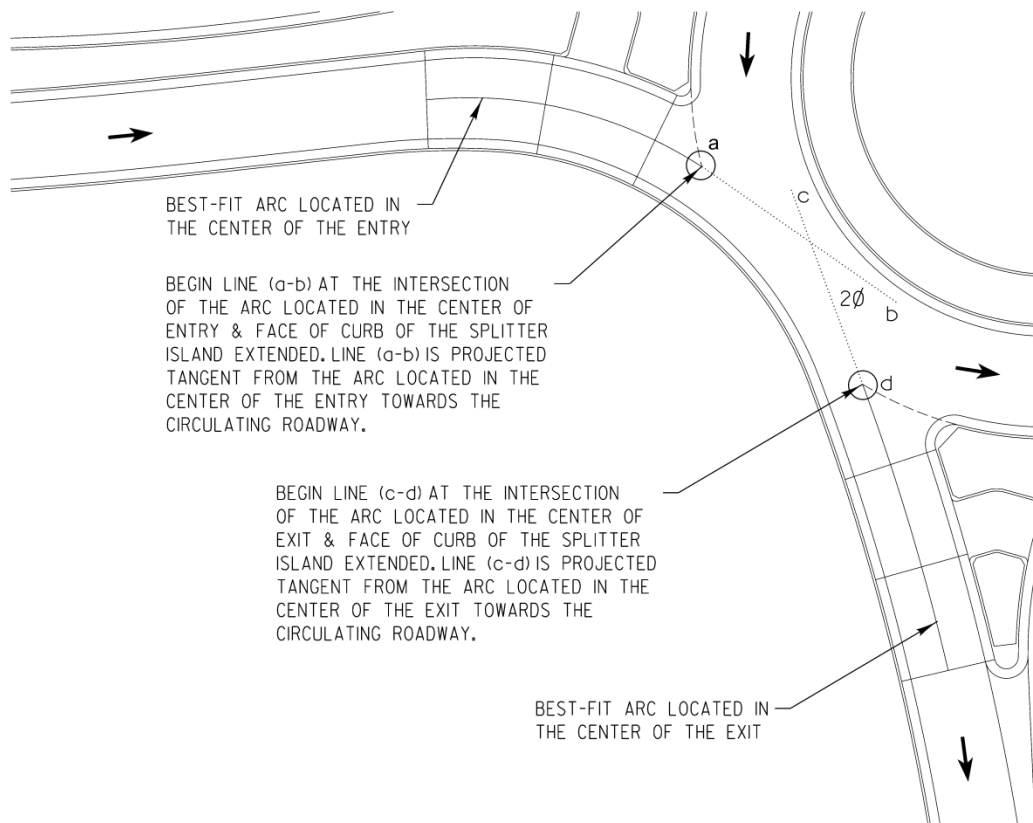 a
BEST-FIT ARC LOCATED IN
THE CENTER OF THE ENTRY
c
BEGIN LINE (a-b) AT THE INTERSECTION
OF THE ARC LOCATED IN THE CENTER OF
ENTRY & FACE OF CURB OF THE SPLITTER
ISLAND EXTENDED. LINE (a-b) IS PROJECTED
TANGENT FROM THE ARC LOCATED IN THE
CENTER OF THE ENTRY TOWARDS THE
CIRCULATING ROADWAY.
2Ø
b
d
BEGIN LINE (c-d) AT THE INTERSECTION
OF THE ARC LOCATED IN THE CENTER OF
EXIT & FACE OF CURB OF THE SPLITTER
ISLAND EXTENDED. LINE (c-d) IS PROJECTED
TANGENT FROM THE ARC LOCATED IN THE
CENTER OF THE EXIT TOWARDS THE
CIRCULATING ROADWAY.
BEST-FIT ARC LOCATED IN
THE CENTER OF THE EXIT